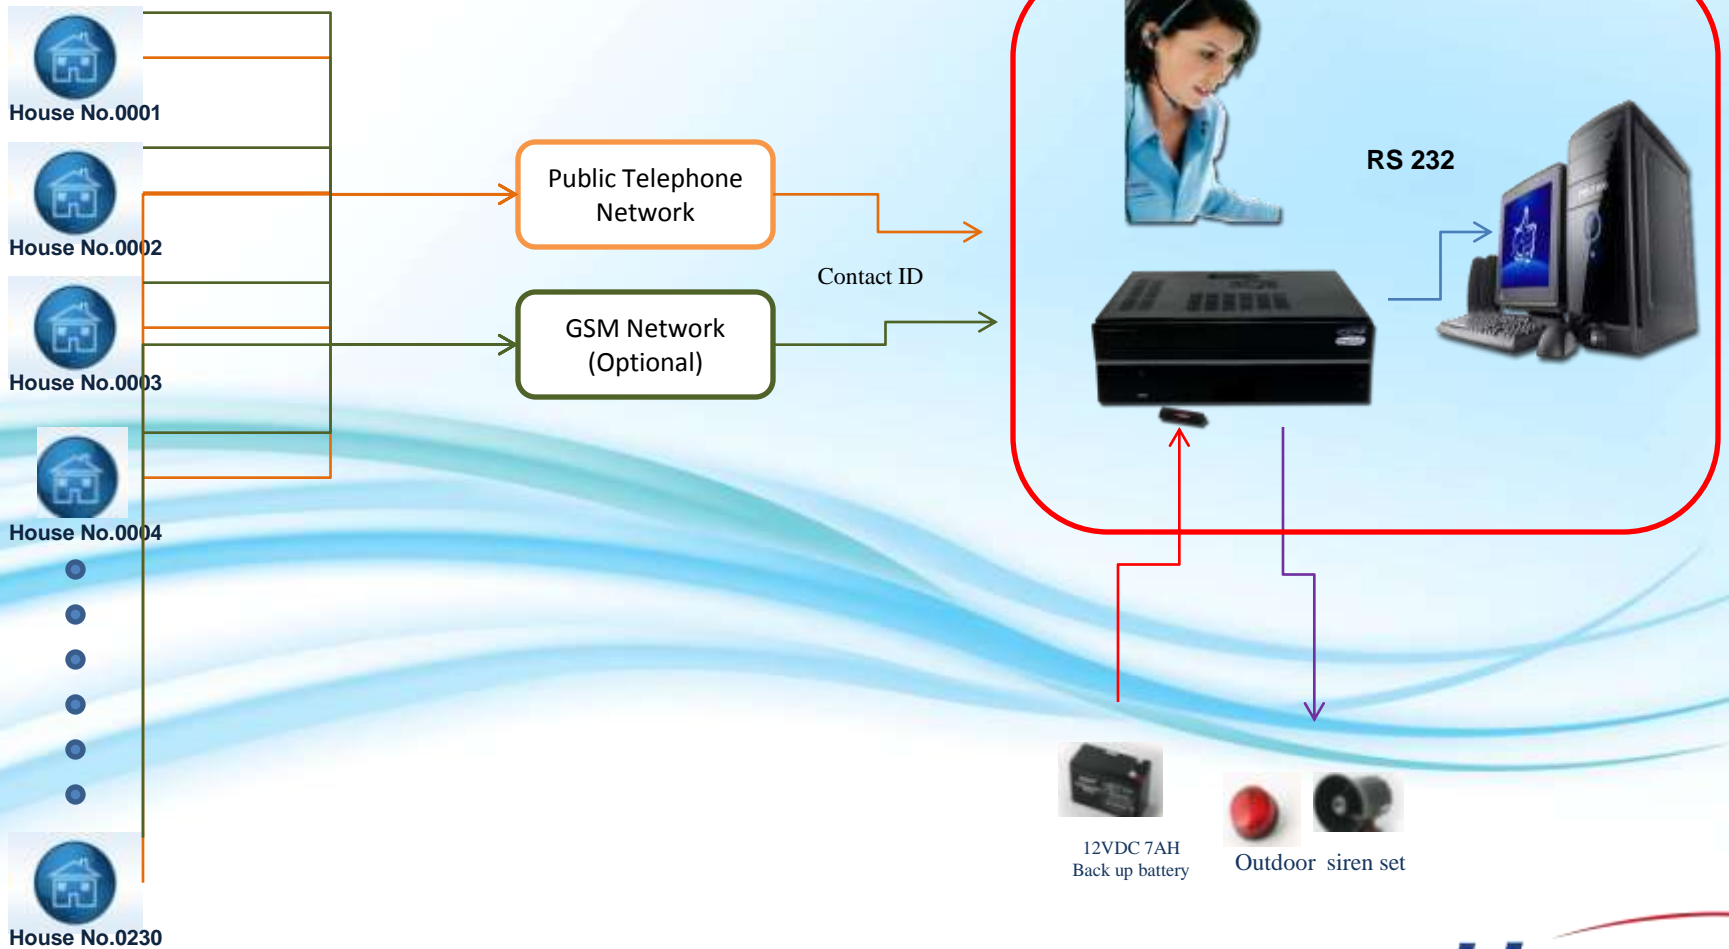 House No.0001
House No.0002
House No.0003
House No.0004
House No.0230
Public Telephone
Network
GSM Network
(Optional)
Contact ID
RS 232
12VDC 7AH
Back up battery
Outdoor siren set